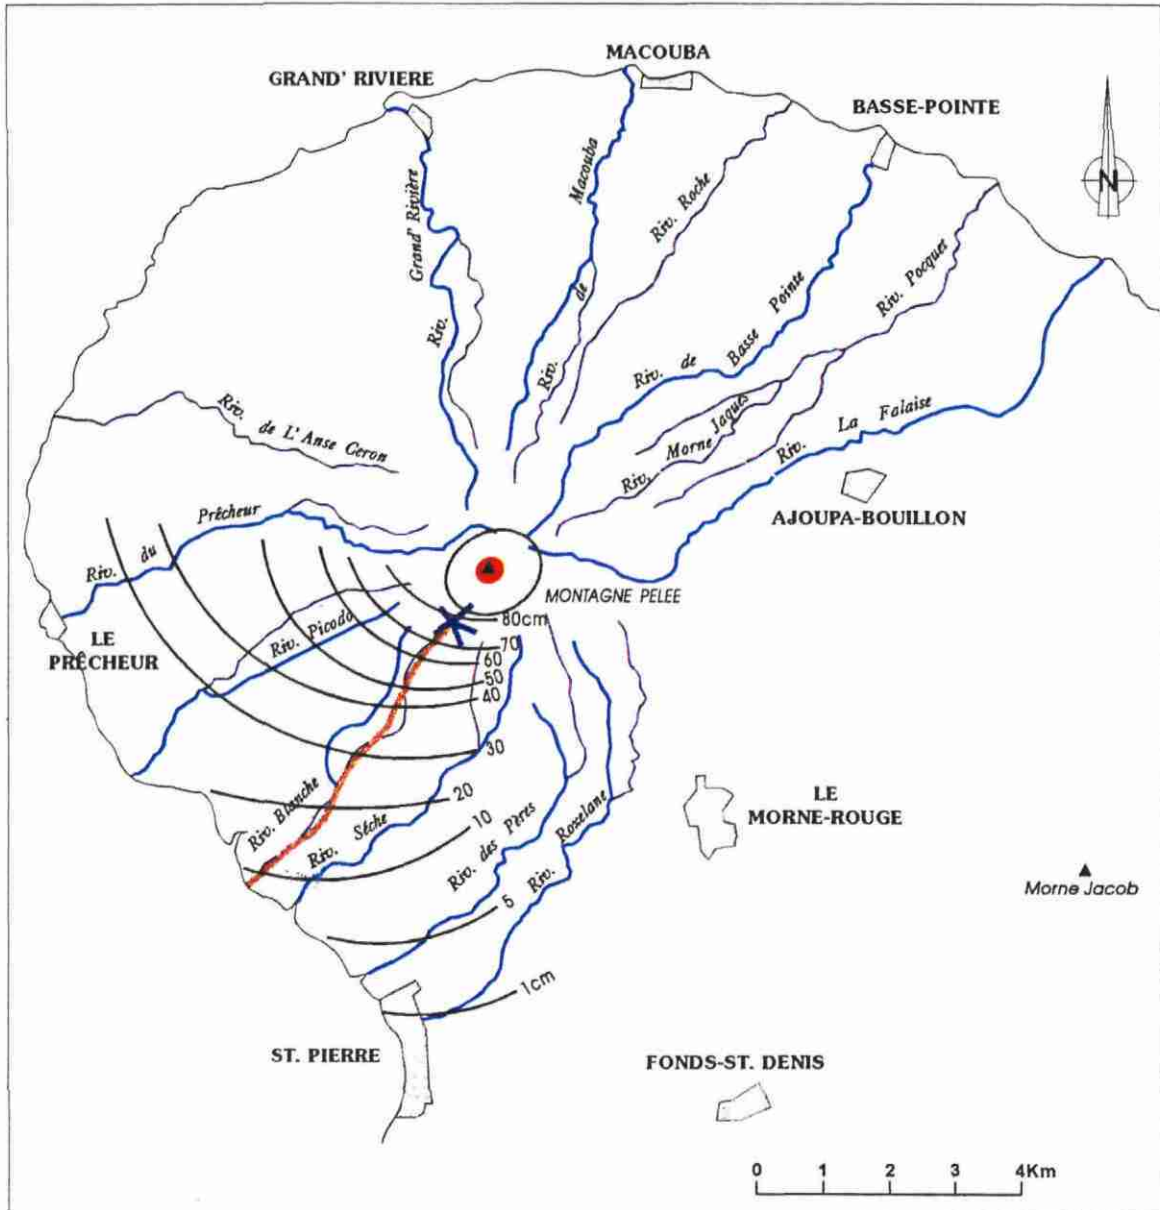 MACOUBA
GRAND' RIVIERE
BASSE-POINTE
N
Grand' Rivière
Riv.
Macouba
de
Riv.
Riv. Roche
Riv. de Basse Pointe
Riv. Pocquet
Riv. Morne Jaques
Riv. La Falaise
Riv.
de L'Anse Ceron
AJOUPA-BOUILLON
Riv. du Prêcheur
MONTAGNE PELEE
LE
PRÊCHEUR
Riv. Picodo
80cm
70
60
50
40
30
20
10
5
1cm
Riv. Blanche
Riv. Sèche
Riv. des Pères
Riv. Roxelane
LE
MORNE-ROUGE
Morne Jacob
ST. PIERRE
FONDS-ST. DENIS
0 1 2 3 4Km